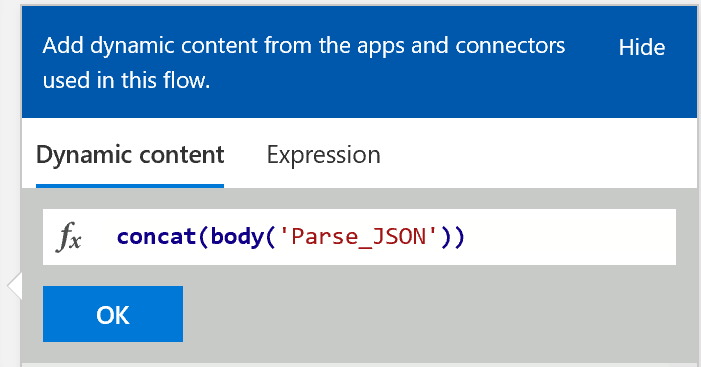 Add dynamic content from the apps and connectors Hide
used in this flow.
Dynamic content Expression
fx concat(body('Parse_JSON'))
OK